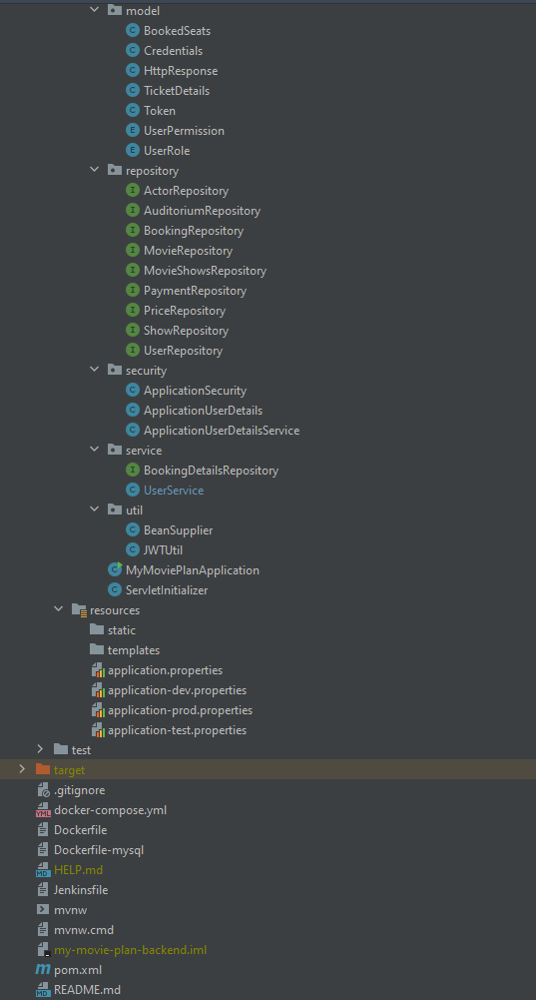 model
BookedSeats
Credentials
HttpResponse
TicketDetails
Token
UserPermission
UserRole
repository
ActorRepository
AuditoriumRepository
BookingRepository
MovieRepository
MovieShowsRepository
PaymentRepository
PriceRepository
ShowRepository
UserRepository
security
ApplicationSecurity
ApplicationUserDetails
ApplicationUserDetailsService
service
BookingDetailsRepository
UserService
util
BeanSupplier
JWTUtil
MyMoviePlanApplication
ServletInitializer
resources
static
templates
application.properties
application-dev.properties
application-prod.properties
application-test.properties
test
target
.gitignore
docker-compose.yml
Dockerfile
Dockerfile-mysql
HELP.md
Jenkinsfile
mvnw
mvnw.cmd
my-movie-plan-backend.iml
pom.xml
README.md